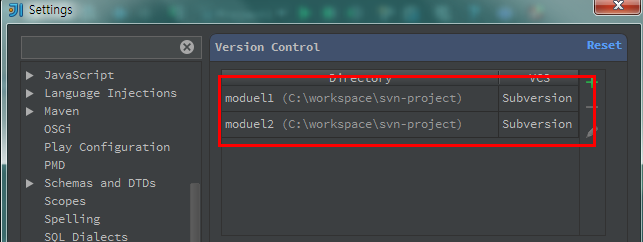 Settings
Version Control
Reset
JavaScript
Language Injections
Maven
OSGi
Play Configuration
PMD
Schemas and DTDs
Scopes
Spelling
SQL Dialects
Directory VCS
moduel1 (C:\workspace\svn-project) Subversion
moduel2 (C:\workspace\svn-project) Subversion